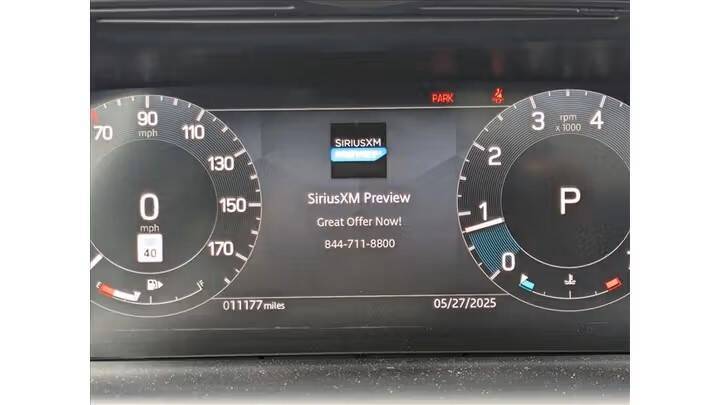 PARK
70
90
mph
110
130
150
170
0
mph
40
E
F
011177 miles
SIRIUSXM
PREVIEW
SiriusXM Preview
Great Offer Now!
844-711-8800
05/27/2025
0
1
2
3
4
rpm
x 1000
P